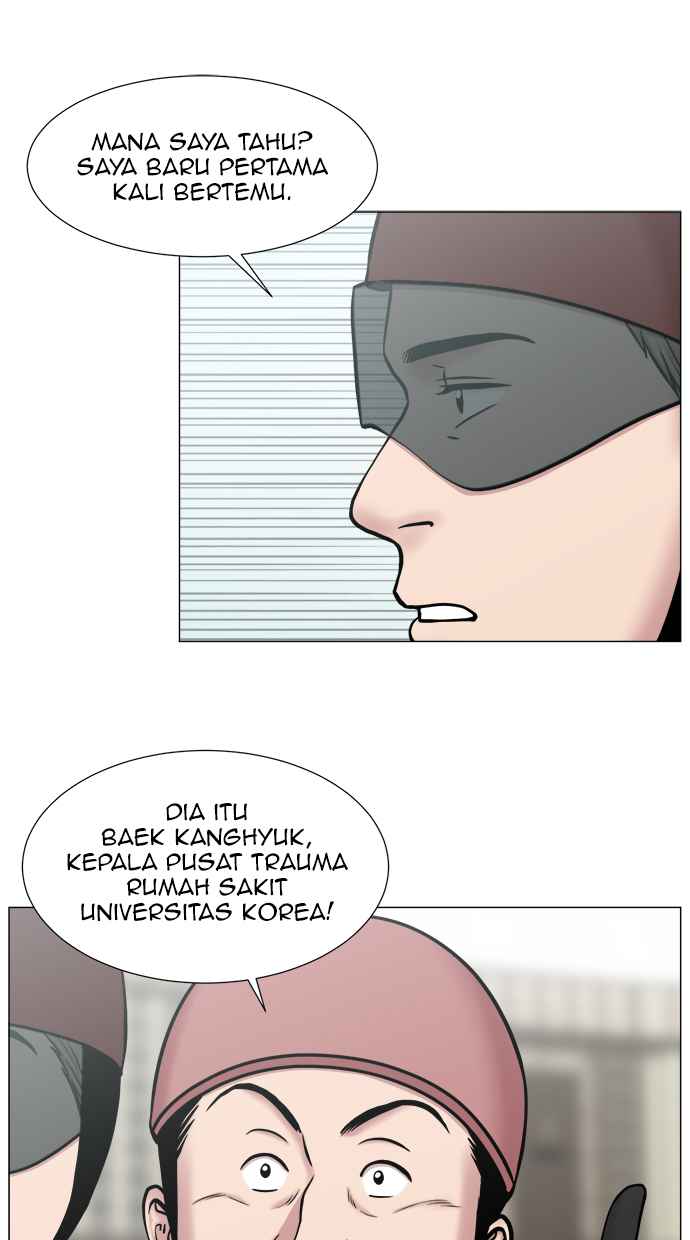 MANA SAYA TAHU?
SAYA BARU PERTAMA
KALI BERTEMU.
DIA ITU
BAEK KANGHYUK,
KEPALA PUSAT TRAUMA
RUMAH SAKIT
UNIVERSITAS KOREA!